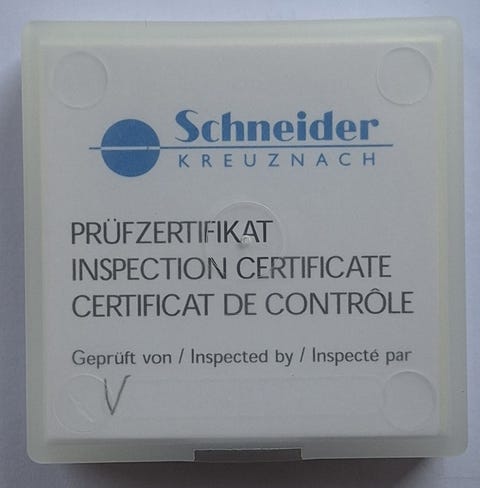 Schneider
KREUZNACH
PRÜFZERTIFIKAT
INSPECTION CERTIFICATE
CERTIFICAT DE CONTRÔLE
Geprüft von / Inspected by / Inspecté par
V